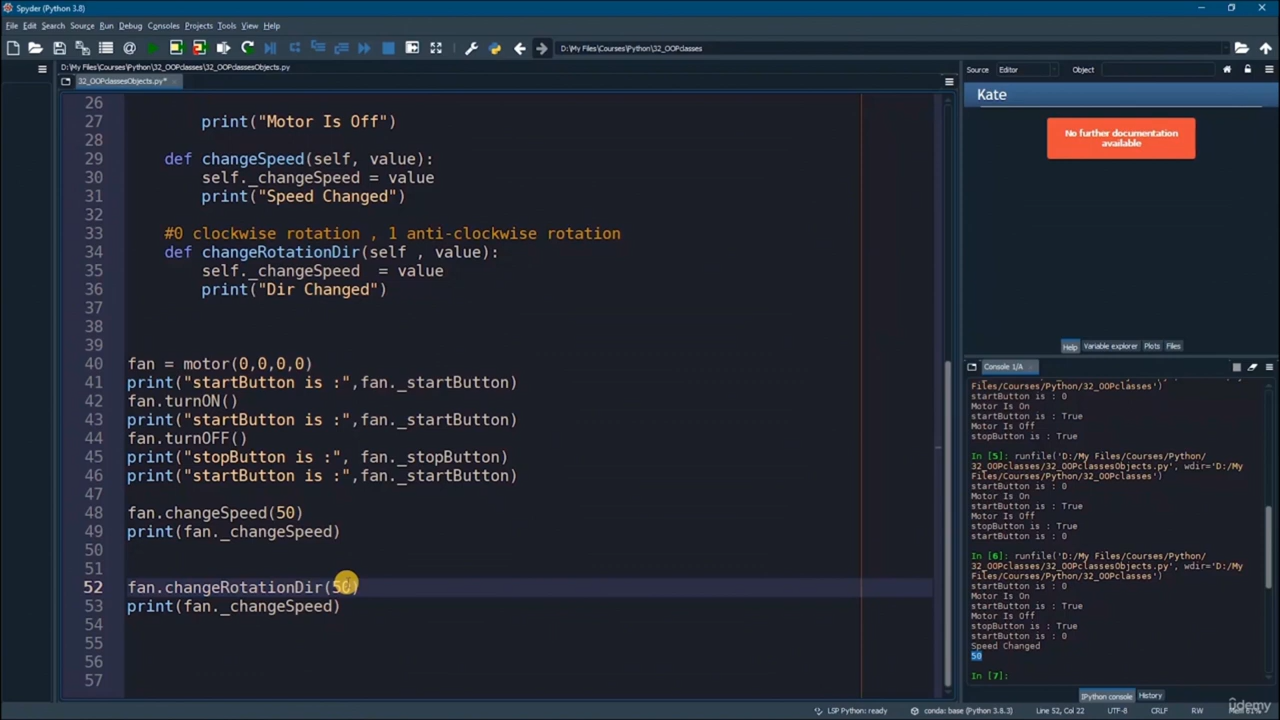 Spyder (Python 3.8)
File Edit Search Source Run Debug Consoles Projects Tools View Help
D:\My Files\Courses\Python\32_OOPclasses
D:\My Files\Courses\Python\32_OOPclasses\32_OOPclassesObjects.py
32_OOPclassesObjects.py*
26
27 print("Motor Is Off")
28
29 def changeSpeed(self, value):
30 self._changeSpeed = value
31 print("Speed Changed")
32
33 #0 clockwise rotation , 1 anti-clockwise rotation
34 def changeRotationDir(self , value):
35 self._changeSpeed  = value
36 print("Dir Changed")
37
38
39
40 fan = motor(0,0,0,0)
41 print("startButton is :",fan._startButton)
42 fan.turnON()
43 print("startButton is :",fan._startButton)
44 fan.turnOFF()
45 print("stopButton is :", fan._stopButton)
46 print("startButton is :",fan._startButton)
47
48 fan.changeSpeed(50)
49 print(fan._changeSpeed)
50
51
52 fan.changeRotationDir(50)
53 print(fan._changeSpeed)
54
55
56
57
Source Editor Object
Kate
No further documentation
available
Help Variable explorer Plots Files
Console 1/A
Files/Courses/Python/32_OOPclasses')
startButton is : 0
Motor Is On
startButton is : True
Motor Is Off
stopButton is : True
In [5]: runfile('D:/My Files/Courses/Python/
32_OOPclasses/32_OOPclassesObjects.py', wdir='D:/My
Files/Courses/Python/32_OOPclasses')
startButton is : 0
Motor Is On
startButton is : True
Motor Is Off
stopButton is : True
startButton is : 0
In [6]: runfile('D:/My Files/Courses/Python/
32_OOPclasses/32_OOPclassesObjects.py', wdir='D:/My
Files/Courses/Python/32_OOPclasses')
startButton is : 0
Motor Is On
startButton is : True
Motor Is Off
stopButton is : True
startButton is : 0
Speed Changed
50
In [7]:
IPython console History
LSP Python: ready conda: base (Python 3.8.3) Line 52, Col 22 UTF-8 CRLF RW
udemy